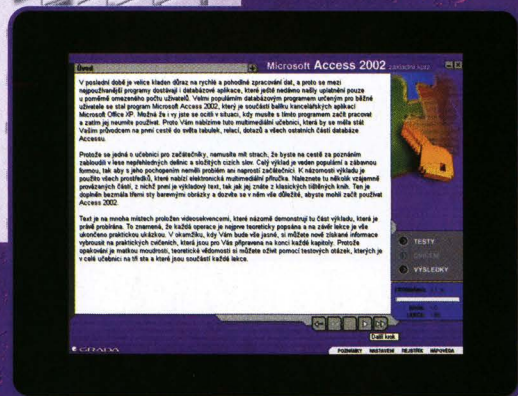 Úvod
Microsoft Access 2002 základní kurz
V poslední době je velice kladen důraz na rychlé a pohodlné zpracování dat, a proto se mezi
nejpoužívanější programy dostávají i databázové aplikace, které ještě nedávno našly uplatnění pouze
u poměrně omezeného počtu uživatelů. Velmi populárním databázovým programem určeným pro běžné
uživatele se stal program Microsoft Access 2002, který je součástí balíku kancelářských aplikací
Microsoft Office XP. Možná že i vy jste se ocitli v situaci, kdy musíte s tímto programem začít pracovat
a zatím jej neumíte používat. Proto Vám nabízíme tuto multimediální učebnici, která by se měla stát
Vaším průvodcem na první cestě do světa tabulek, relací, dotazů a všech ostatních částí databáze
Accessu.
Protože se jedná o učebnici pro začátečníky, nemusíte mít strach, že byste na cestě za poznáním
zabloudili v lese nepřehledných definic a složitých cizích slov. Celý výklad je veden populární a zábavnou
formou, tak aby s jeho pochopením neměli problém ani naprostí začátečníci. K názornosti výkladu je
použito všech prostředků, které nabízí elektronická multimediální příručka. Naleznete tu několik vzájemně
provázaných částí, z nichž první je výkladový text, tak jak jej znáte z klasických tištěných knih. Ten je
doplněn bezmála třemi sty barevnými obrázky a dozvíte se v něm vše důležité, abyste mohli začít používat
Access 2002.
Text je na mnoha místech proložen videosekvencemi, které názorně demonstrují tu část výkladu, která je
právě probírána. To znamená, že každá operace je nejprve teoreticky popsána a na závěr lekce je vše
ukončeno praktickou ukázkou. V okamžiku, kdy Vám bude vše jasné, si můžete nově získané informace
vybrousit na praktických cvičeních, která jsou pro Vás připravena na konci každé kapitoly. Protože
opakování je matkou moudrosti, teoretické vědomosti si můžete oživit pomocí testových otázek, kterých je
v celé učebnici na tři sta a které jsou součástí každé lekce.
TESTY
VÝSLEDKY
Další krok
GRADA
POZNÁMKY NASTAVENÍ REJSTŘÍK NÁPOVĚDA